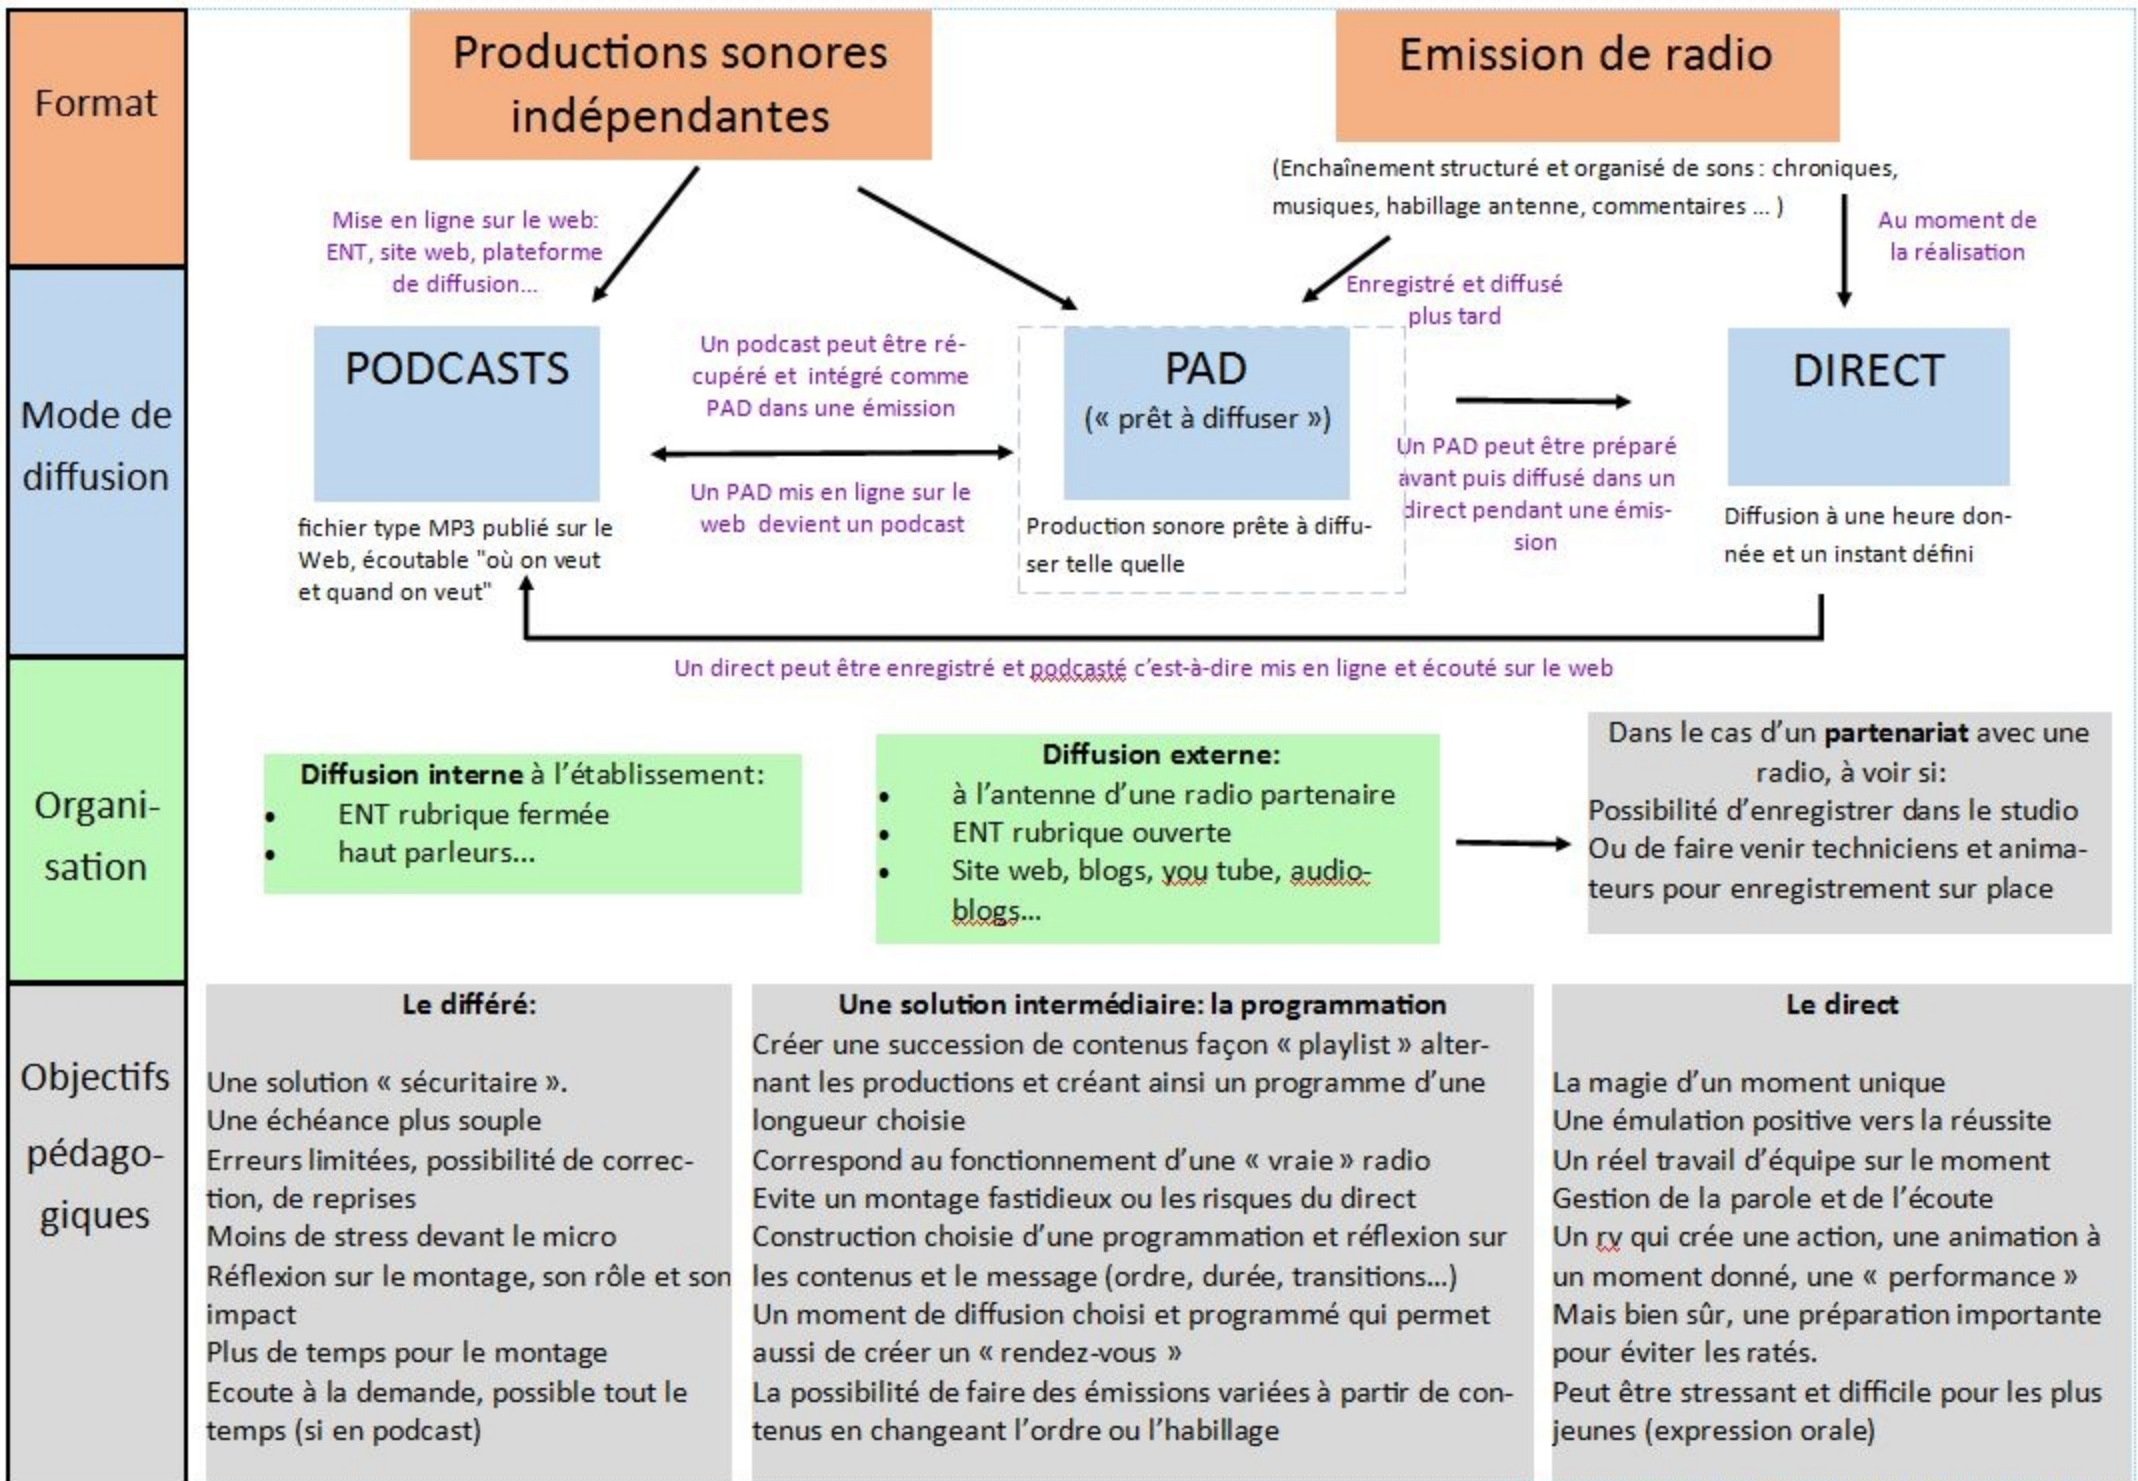 Format
Productions sonores
indépendantes
Emission de radio
(Enchaînement structuré et organisé de sons : chroniques,
musiques, habillage antenne, commentaires ... )
Mise en ligne sur le web:
ENT, site web, plateforme
de diffusion...
Au moment de
la réalisation
Enregistré et diffusé
plus tard
Mode de
diffusion
PODCASTS
fichier type MP3 publié sur le
Web, écoutable "où on veut
et quand on veut"
Un podcast peut être ré-
cupéré et intégré comme
PAD dans une émission
Un PAD mis en ligne sur le
web devient un podcast
PAD
(« prêt à diffuser »)
Production sonore prête à diffu-
ser telle quelle
Un PAD peut être préparé
avant puis diffusé dans un
direct pendant une émis-
sion
DIRECT
Diffusion à une heure don-
née et un instant défini
Un direct peut être enregistré et podcasté c’est-à-dire mis en ligne et écouté sur le web
Organi-
sation
Diffusion interne à l’établissement:
• ENT rubrique fermée
• haut parleurs...
Diffusion externe:
• à l’antenne d’une radio partenaire
• ENT rubrique ouverte
• Site web, blogs, you tube, audio-
blogs...
Dans le cas d’un partenariat avec une
radio, à voir si:
Possibilité d’enregistrer dans le studio
Ou de faire venir techniciens et anima-
teurs pour enregistrement sur place
Objectifs
pédago-
giques
Le différé:
Une solution « sécuritaire ».
Une échéance plus souple
Erreurs limitées, possibilité de correc-
tion, de reprises
Moins de stress devant le micro
Réflexion sur le montage, son rôle et son
impact
Plus de temps pour le montage
Ecoute à la demande, possible tout le
temps (si en podcast)
Une solution intermédiaire: la programmation
Créer une succession de contenus façon « playlist » alter-
nant les productions et créant ainsi un programme d’une
longueur choisie
Correspond au fonctionnement d’une « vraie » radio
Evite un montage fastidieux ou les risques du direct
Construction choisie d’une programmation et réflexion sur
les contenus et le message (ordre, durée, transitions...)
Un moment de diffusion choisi et programmé qui permet
aussi de créer un « rendez-vous »
La possibilité de faire des émissions variées à partir de con-
tenus en changeant l’ordre ou l’habillage
Le direct
La magie d’un moment unique
Une émulation positive vers la réussite
Un réel travail d’équipe sur le moment
Gestion de la parole et de l’écoute
Un rv qui crée une action, une animation à
un moment donné, une « performance »
Mais bien sûr, une préparation importante
pour éviter les ratés.
Peut être stressant et difficile pour les plus
jeunes (expression orale)